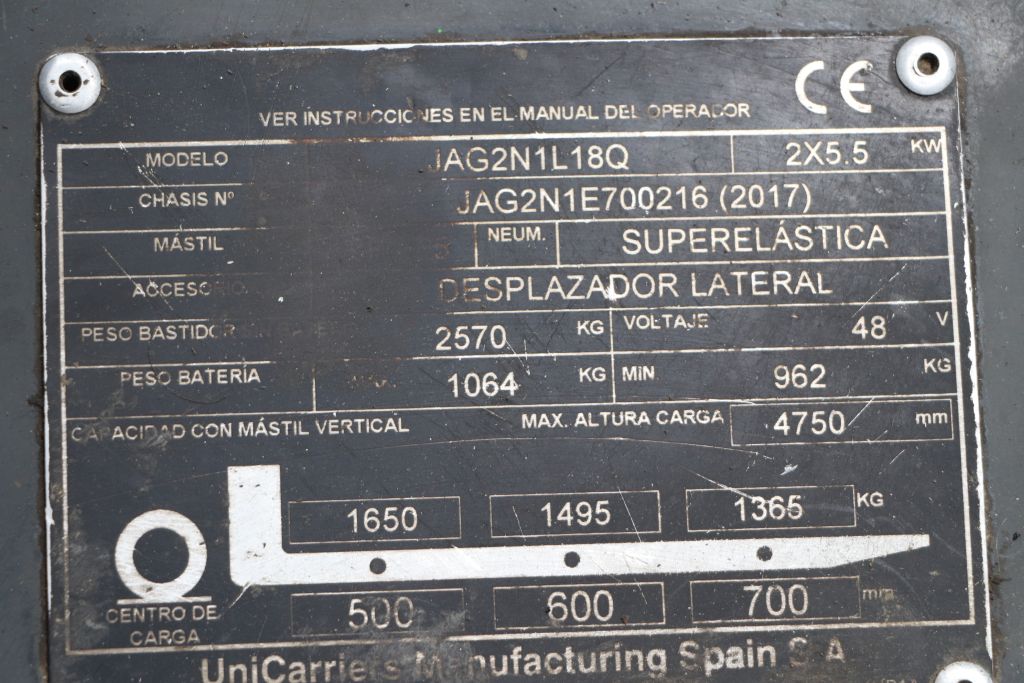 CE
VER INSTRUCCIONES EN EL MANUAL DEL OPERADOR
MODELO JAG2N1L18Q 2X5.5 KW
CHASIS Nº JAG2N1E700216 (2017)
MÁSTIL 3 NEUM. SUPERELÁSTICA
ACCESORIO. DESPLAZADOR LATERAL
PESO BASTIDOR 2570 KG VOLTAJE 48 V
PESO BATERÍA 1064 KG MIN 962 KG
CAPACIDAD CON MÁSTIL VERTICAL MAX. ALTURA CARGA 4750 mm
1650 1495 1365 KG
500 600 700 mm
CENTRO DE
CARGA
UniCarriers Manufacturing Spain S.A